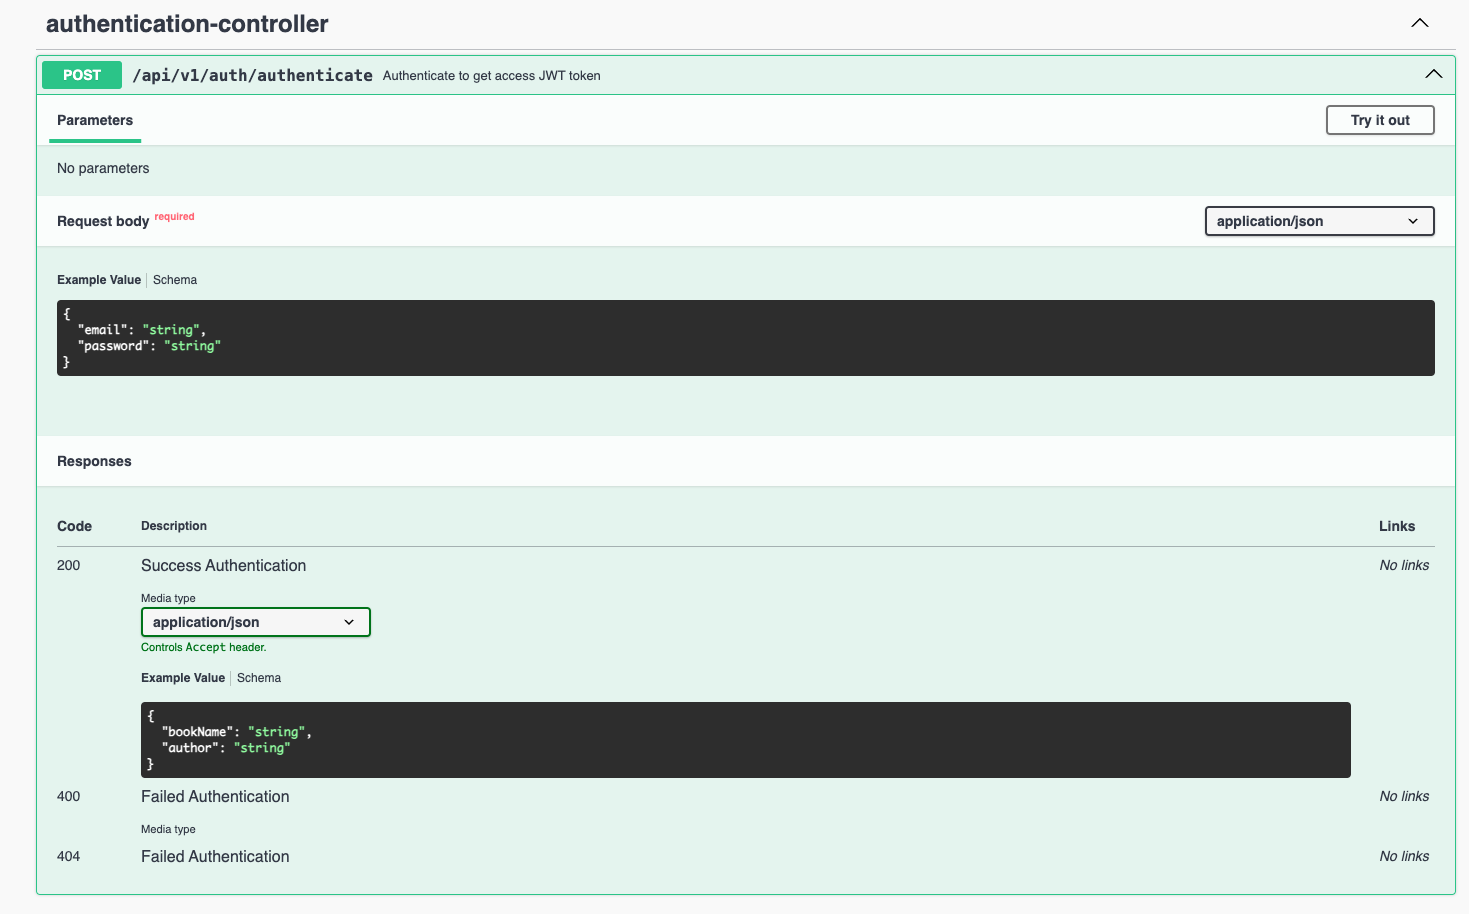 authentication-controller
POST /api/v1/auth/authenticate Authenticate to get access JWT token
Parameters Try it out
No parameters
Request body required application/json
Example Value Schema
{
"email": "string",
"password": "string"
}
Responses
Code Description Links
200 Success Authentication No links
Media type
application/json
Controls Accept header.
Example Value Schema
{
"bookName": "string",
"author": "string"
}
400 Failed Authentication No links
Media type
404 Failed Authentication No links